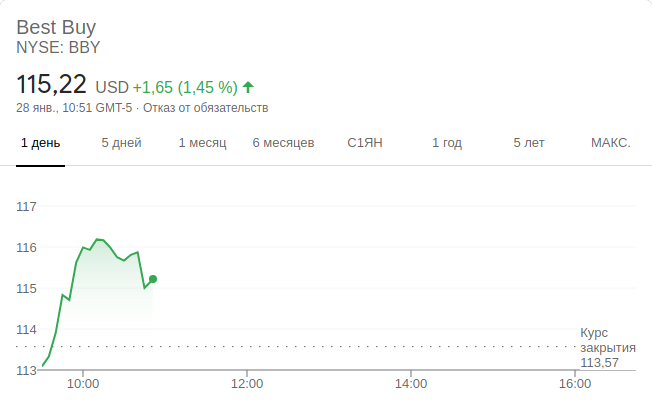 Best Buy
NYSE: BBY
115,22 USD +1,65 (1,45 %)
28 янв., 10:51 GMT-5 · Отказ от обязательств
1 день 5 дней 1 месяц 6 месяцев С1ЯН 1 год 5 лет МАКС.
117
116
115
114
113
Курс
закрытия
113,57
10:00 12:00 14:00 16:00